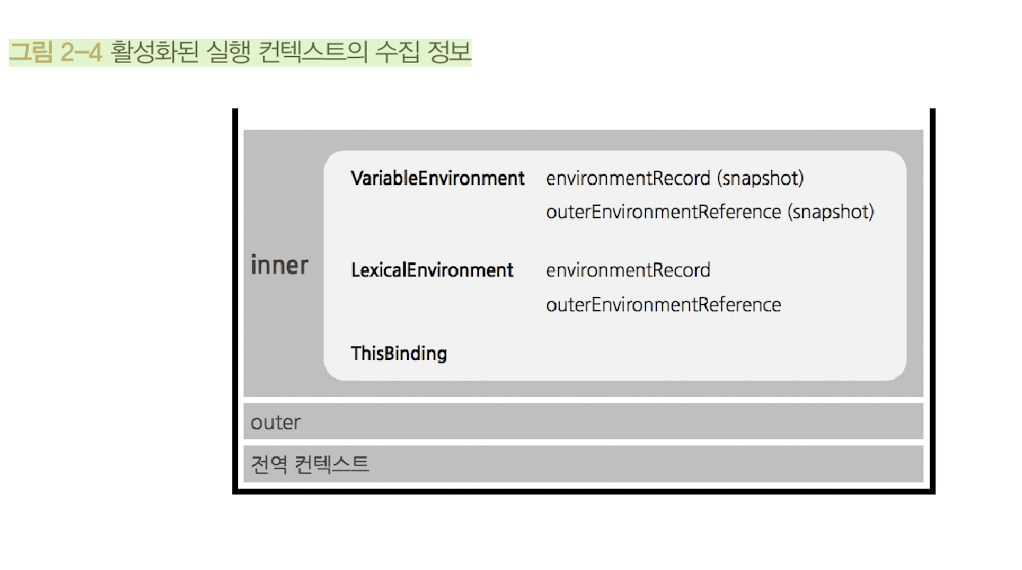 그림 2-4 활성화된 실행 컨텍스트의 수집 정보
VariableEnvironment environmentRecord (snapshot)
outerEnvironmentReference (snapshot)
inner
LexicalEnvironment environmentRecord
outerEnvironmentReference
ThisBinding
outer
전역 컨텍스트